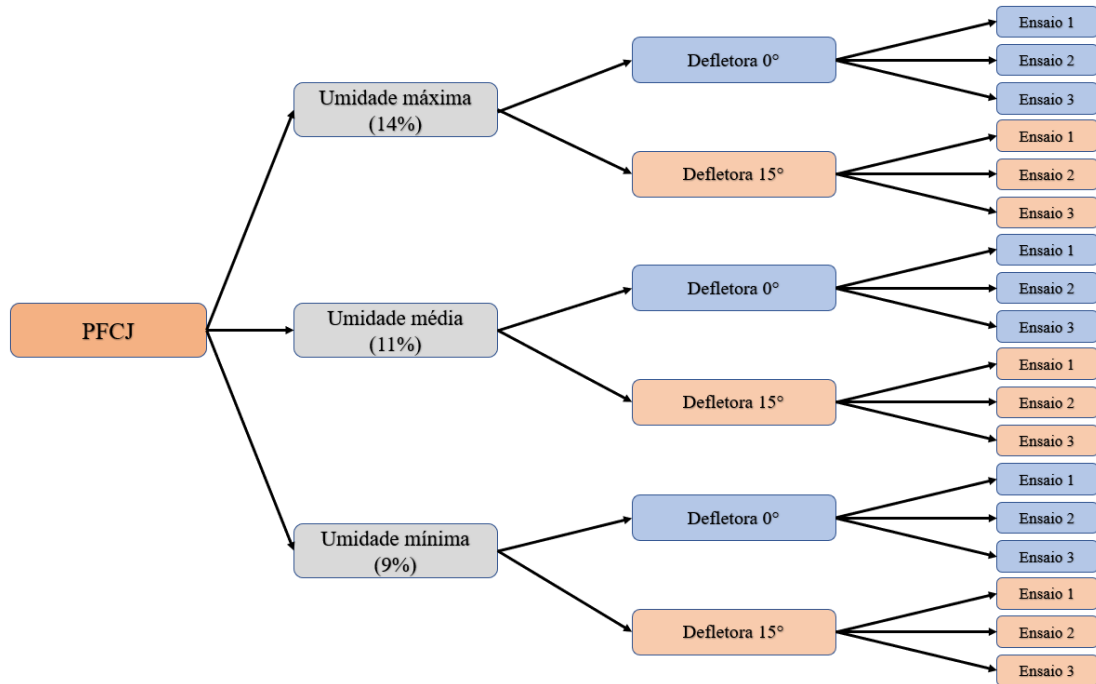 PFCJ
Umidade máxima
(14%)
Defletora 0°
Ensaio 1
Ensaio 2
Ensaio 3
Defletora 15°
Ensaio 1
Ensaio 2
Ensaio 3
Umidade média
(11%)
Defletora 0°
Ensaio 1
Ensaio 2
Ensaio 3
Defletora 15°
Ensaio 1
Ensaio 2
Ensaio 3
Umidade mínima
(9%)
Defletora 0°
Ensaio 1
Ensaio 2
Ensaio 3
Defletora 15°
Ensaio 1
Ensaio 2
Ensaio 3